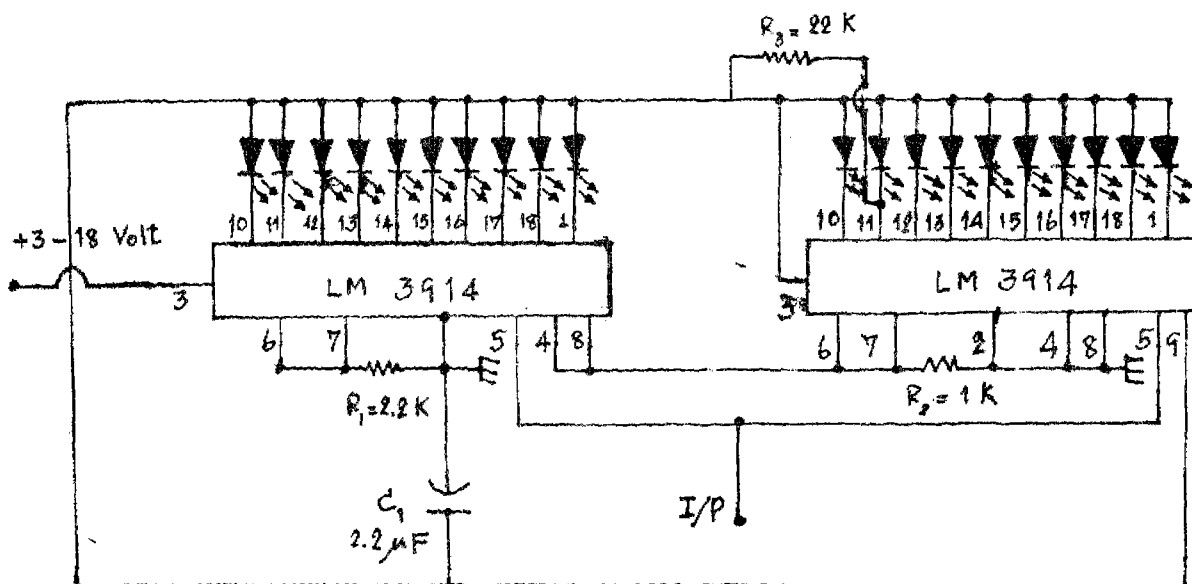 R3 = 22 K
10 11 12 13 14 15 16 17 18 1
10 11 12 13 14 15 16 17 18 1
+3 - 18 Volt
3
LM 3914
3
LM 3914
6 7 5 4 8
6 7 2 4 8 5 9
R1 = 2.2 K
R2 = 1 K
C1
2.2 µF
I/P